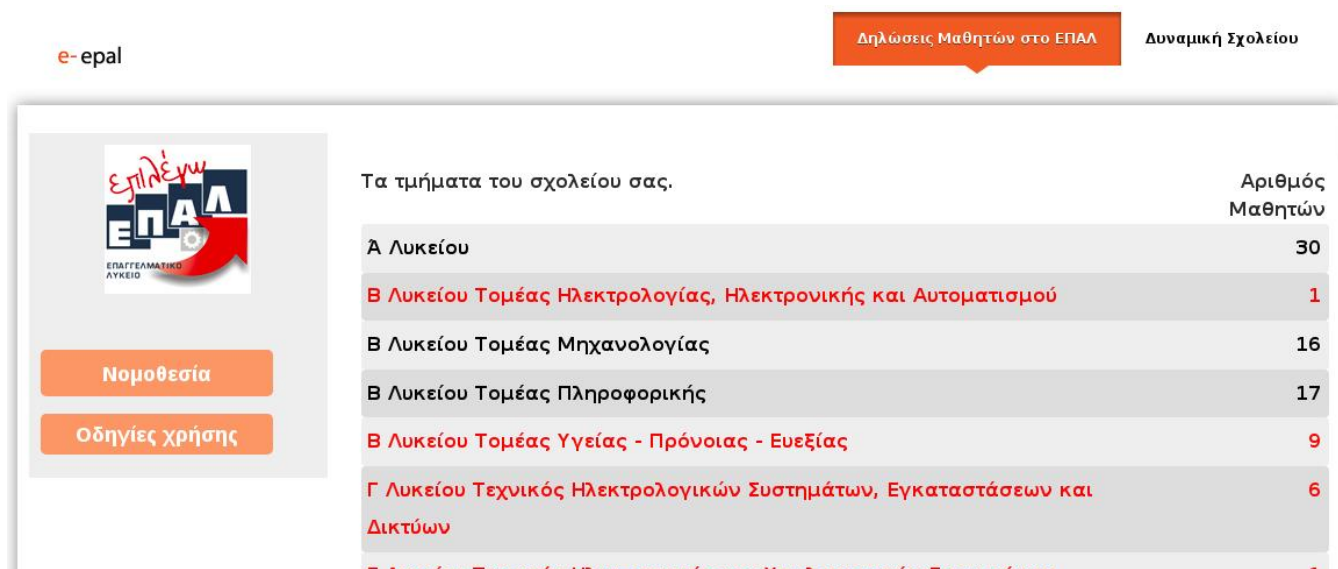 e-epal
Δηλώσεις Μαθητών στο ΕΠΑΛ
Δυναμική Σχολείου
επιλέγω
ΕΠΑΛ
ΕΠΑΓΓΕΛΜΑΤΙΚΟ
ΛΥΚΕΙΟ
Νομοθεσία
Οδηγίες χρήσης
Τα τμήματα του σχολείου σας.
Αριθμός
Μαθητών
Ά Λυκείου 30
Β Λυκείου Τομέας Ηλεκτρολογίας, Ηλεκτρονικής και Αυτοματισμού 1
Β Λυκείου Τομέας Μηχανολογίας 16
Β Λυκείου Τομέας Πληροφορικής 17
Β Λυκείου Τομέας Υγείας - Πρόνοιας - Ευεξίας 9
Γ Λυκείου Τεχνικός Ηλεκτρολογικών Συστημάτων, Εγκαταστάσεων και 6
Δικτύων